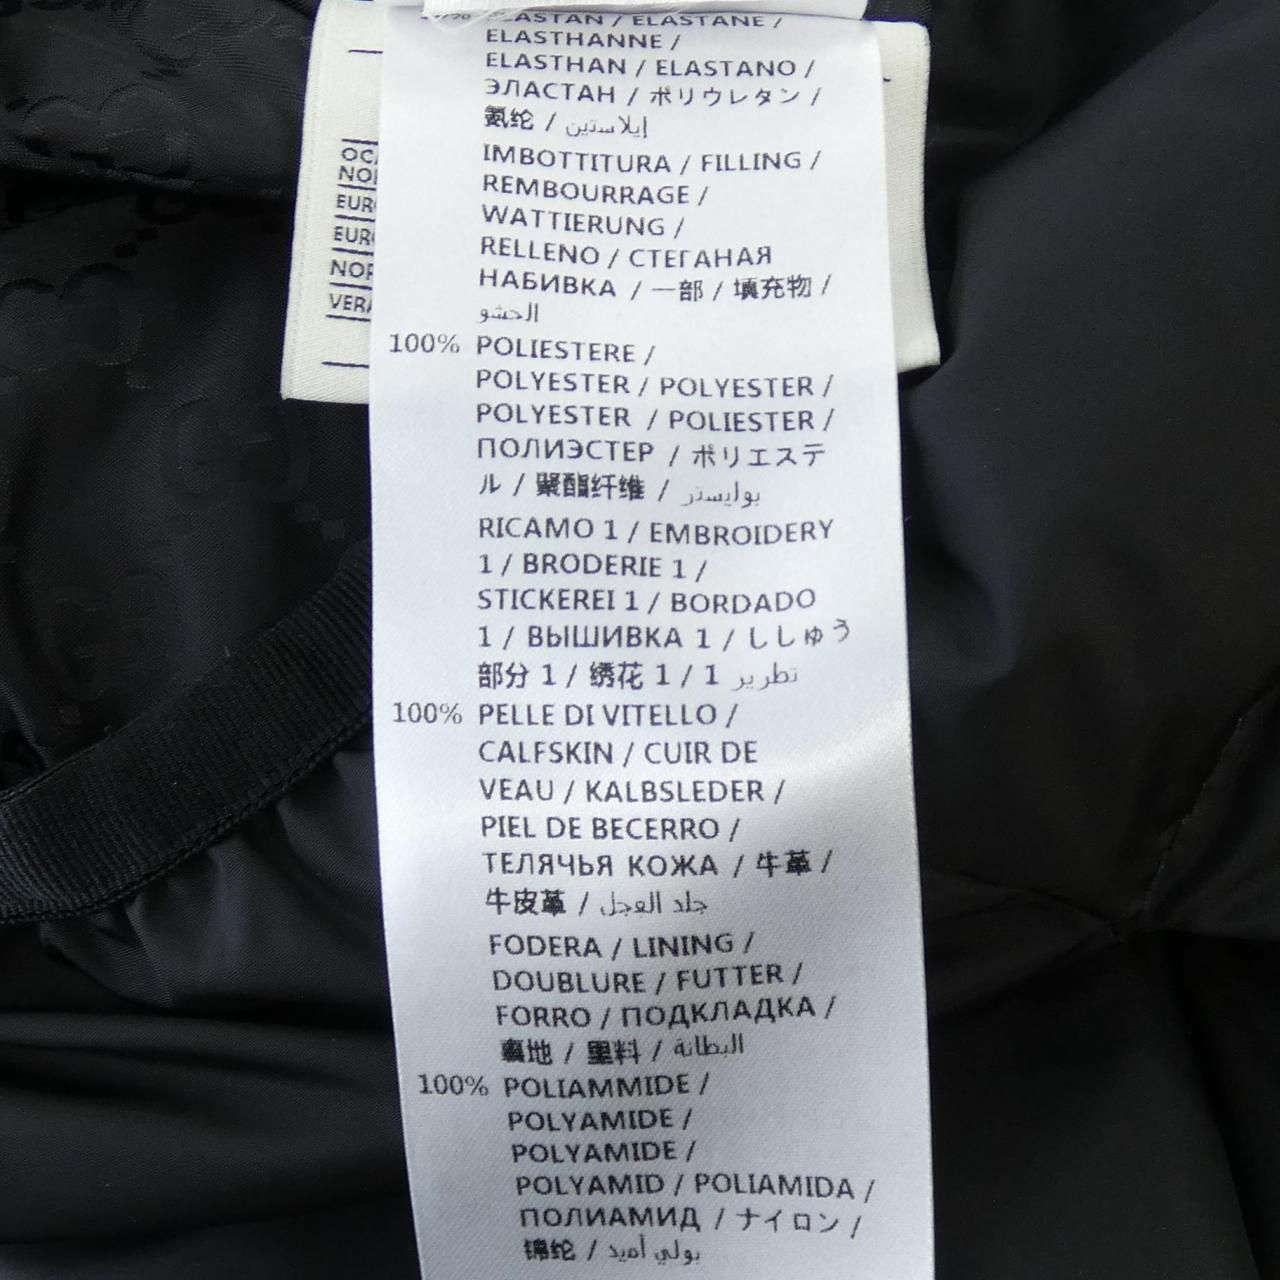 ELASTAN / ELASTANE /
ELASTHANNE /
ELASTHAN / ELASTANO /
ЭЛАСТАН / ポリウレタン /
氨纶 / إيلاستين
IMBOTTITURA / FILLING /
REMBOURRAGE /
WATTIERUNG /
RELLENO / СТЕГАНАЯ
НАБИВКА / 一部 / 填充物 /
الحشو
100% POLIESTERE /
POLYESTER / POLYESTER /
POLYESTER / POLIESTER /
ПОЛИЭСТЕР / ポリエステ
ル / 聚酯纤维 / بوليستر
RICAMO 1 / EMBROIDERY
1 / BRODERIE 1 /
STICKEREI 1 / BORDADO
1 / ВЫШИВКА 1 / ししゅう
部分 1 / 绣花 1 / 1 تطريز
100% PELLE DI VITELLO /
CALFSKIN / CUIR DE
VEAU / KALBSLEDER /
PIEL DE BECERRO /
ТЕЛЯЧЬЯ КОЖА / 牛革 /
牛皮革 / جلد العجل
FODERA / LINING /
DOUBLURE / FUTTER /
FORRO / ПОДКЛАДКА /
裏地 / 里料 / البطانة
100% POLIAMMIDE /
POLYAMIDE /
POLYAMIDE /
POLYAMID / POLIAMIDA /
ПОЛИАМИД / ナイロン /
锦纶 / بولي أميد